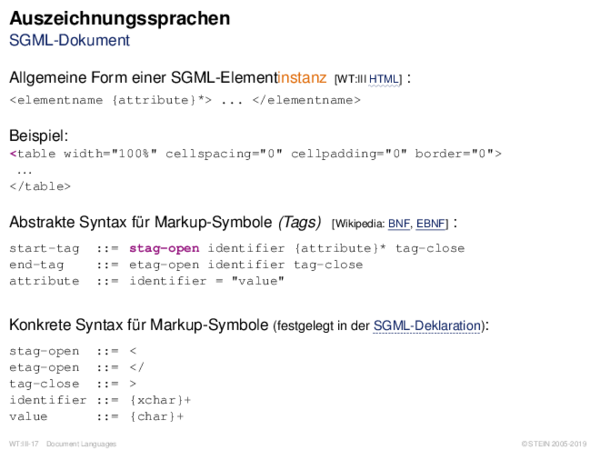 Auszeichnungssprachen
SGML-Dokument
Allgemeine Form einer SGML-Elementinstanz [WT:III HTML] :
<elementname {attribute}*> ... </elementname>
Beispiel:
<table width="100%" cellspacing="0" cellpadding="0" border="0">
...
</table>
Abstrakte Syntax für Markup-Symbole (Tags) [Wikipedia: BNF, EBNF] :
start-tag ::= stag-open identifier {attribute}* tag-close
end-tag ::= etag-open identifier tag-close
attribute ::= identifier = "value"
Konkrete Syntax für Markup-Symbole (festgelegt in der SGML-Deklaration):
stag-open ::= <
etag-open ::= </
tag-close ::= >
identifier ::= {xchar}+
value ::= {char}+
WT:III-17 Document Languages © STEIN 2005-2019